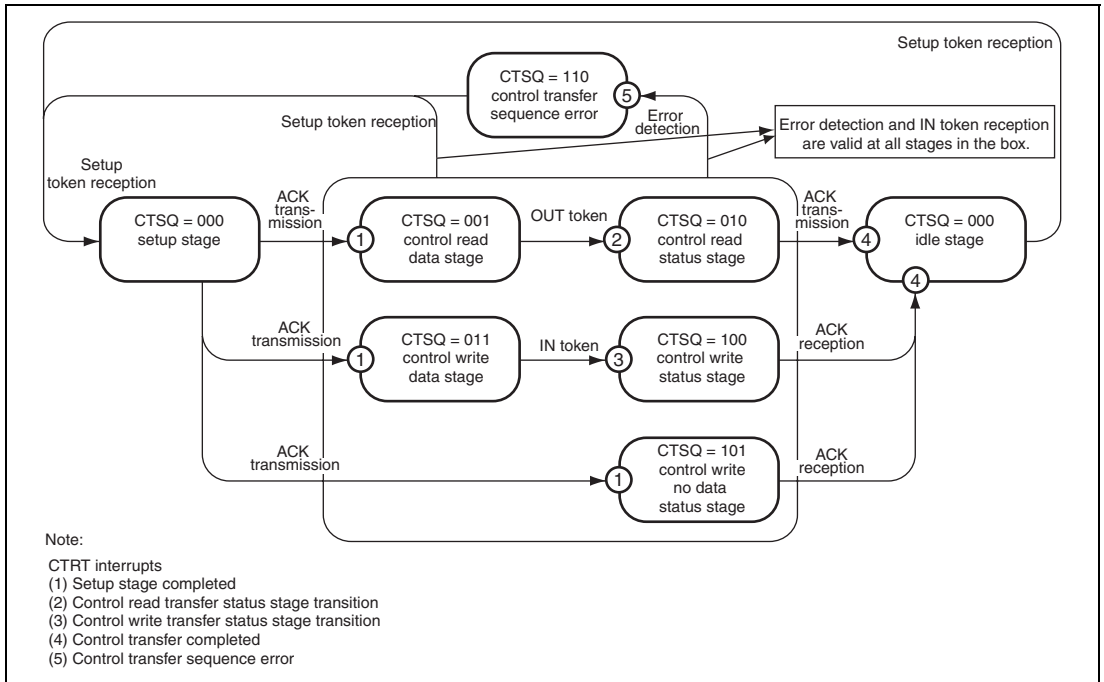 Setup token reception
CTSQ = 110
control transfer
sequence error
5
Setup token reception
Error
detection
Error detection and IN token reception
are valid at all stages in the box.
Setup
token reception
CTSQ = 000
setup stage
ACK
trans-
mission
1
CTSQ = 001
control read
data stage
OUT token
2
CTSQ = 010
control read
status stage
ACK
trans-
mission
4
CTSQ = 000
idle stage
4
ACK
transmission
1
CTSQ = 011
control write
data stage
IN token
3
CTSQ = 100
control write
status stage
ACK
reception
ACK
transmission
1
CTSQ = 101
control write
no data
status stage
ACK
reception
Note:
CTRT interrupts
(1) Setup stage completed
(2) Control read transfer status stage transition
(3) Control write transfer status stage transition
(4) Control transfer completed
(5) Control transfer sequence error